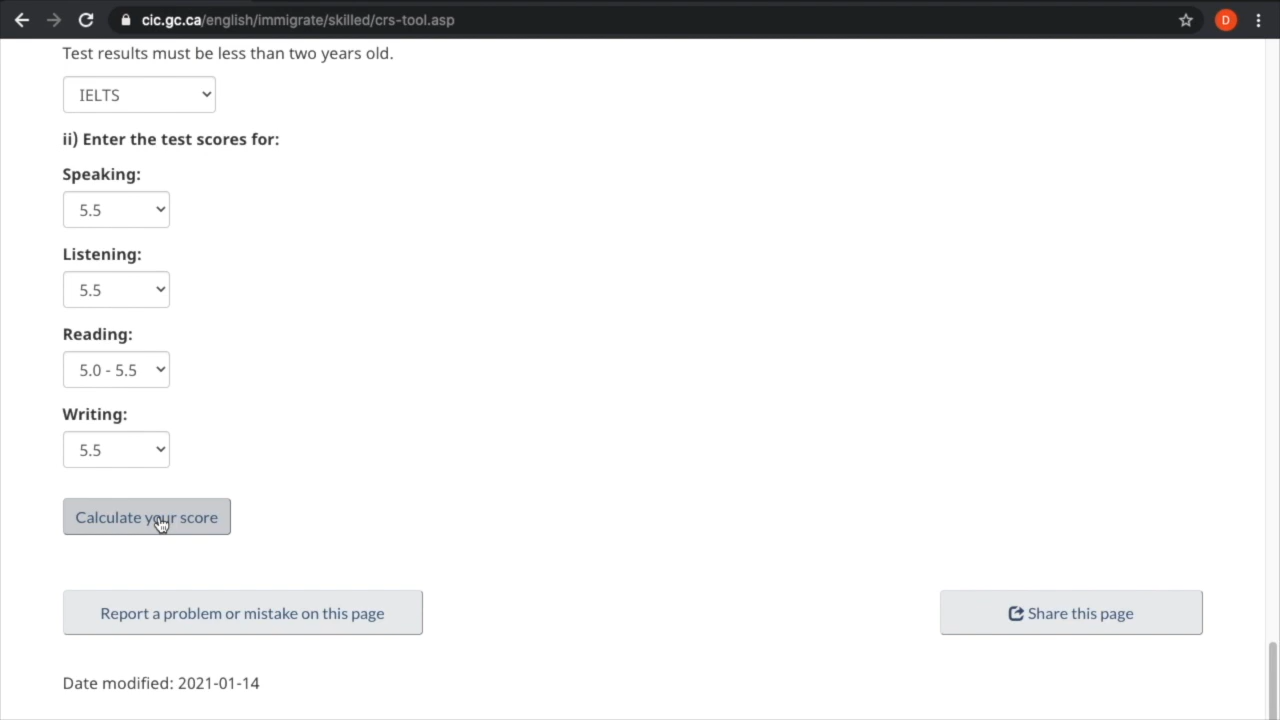 cic.gc.ca/english/immigrate/skilled/crs-tool.asp
D
Test results must be less than two years old.
IELTS
ii) Enter the test scores for:
Speaking:
5.5
Listening:
5.5
Reading:
5.0 - 5.5
Writing:
5.5
Calculate your score
Report a problem or mistake on this page
Share this page
Date modified: 2021-01-14